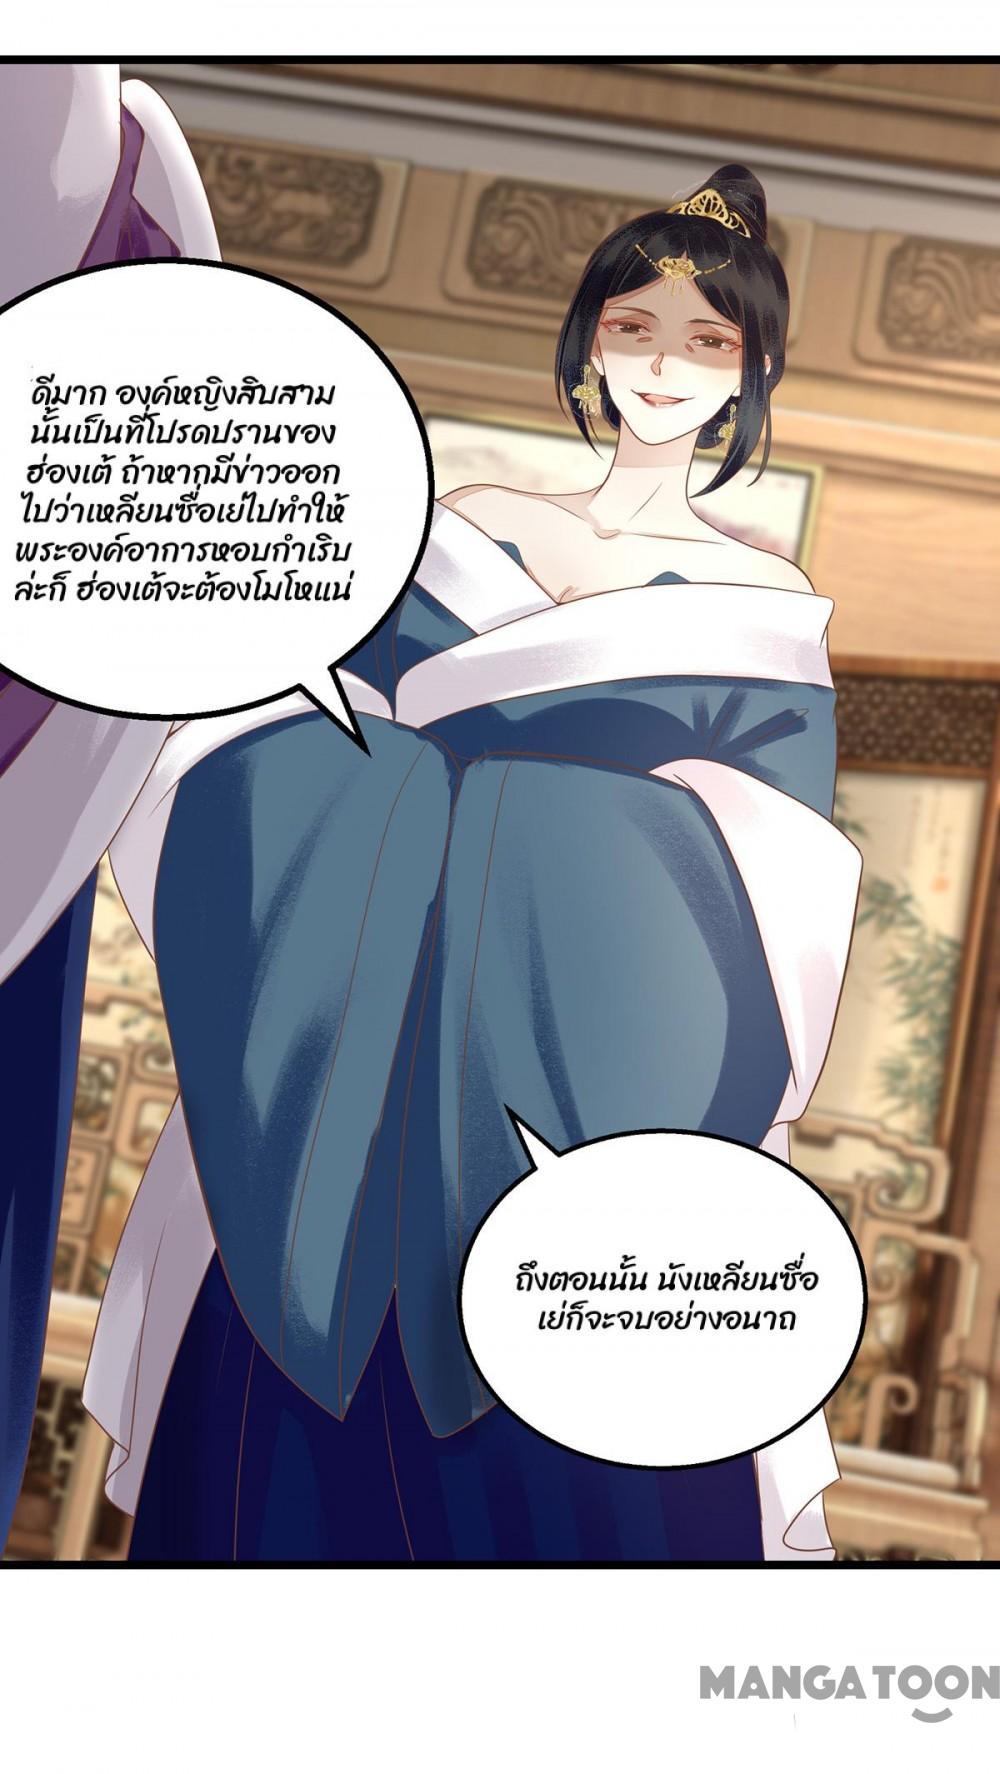 ดีมาก องค์หญิงสิบสาม
นั้นเป็นที่โปรดปรานของ
ฮ่องเต้ ถ้าหากมีข่าวออก
ไปว่าเหลียนซื่อเย่ไปทำให้
พระองค์อาการหอบกำเริบ
ล่ะก็ ฮ่องเต้จะต้องโมโหแน่
ถึงตอนนั้น นังเหลียนซื่อ
เย่ก็จะจบอย่างอนาถ
MANGATOON